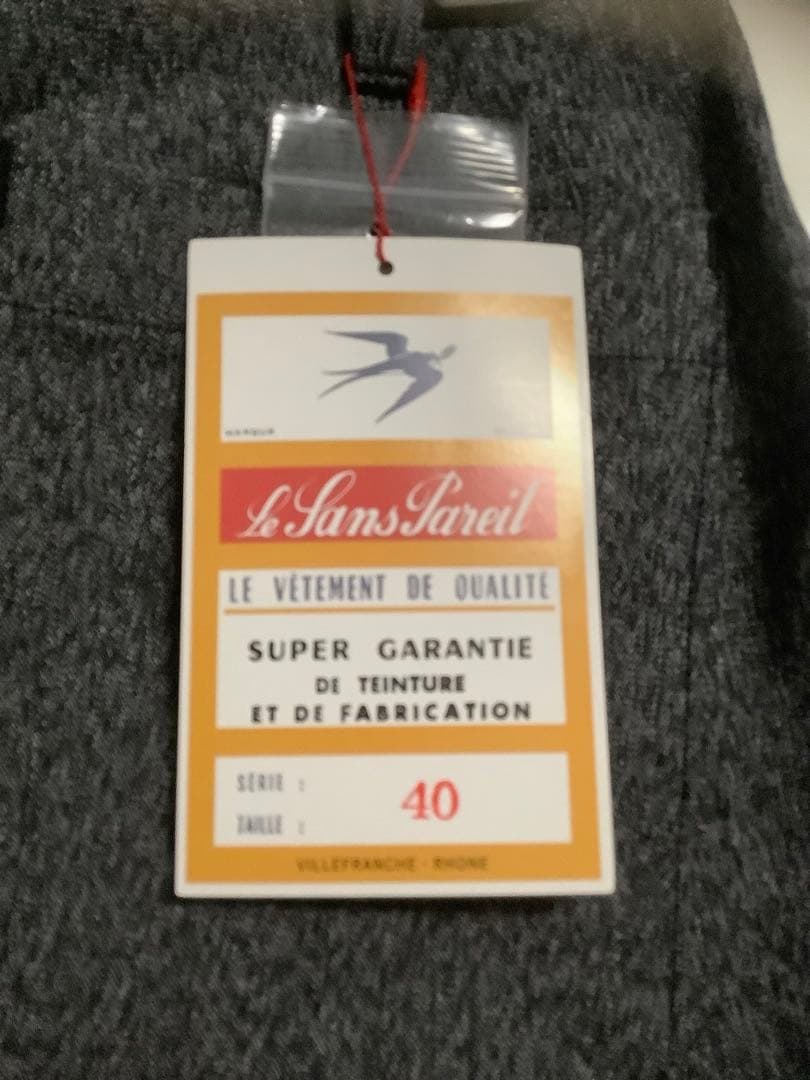 Le Sans Pareil
LE VÊTEMENT DE QUALITÉ
SUPER GARANTIE
DE TEINTURE
ET DE FABRICATION
SÉRIE :
40
TAILLE :
VILLEFRANCHE - RHONE